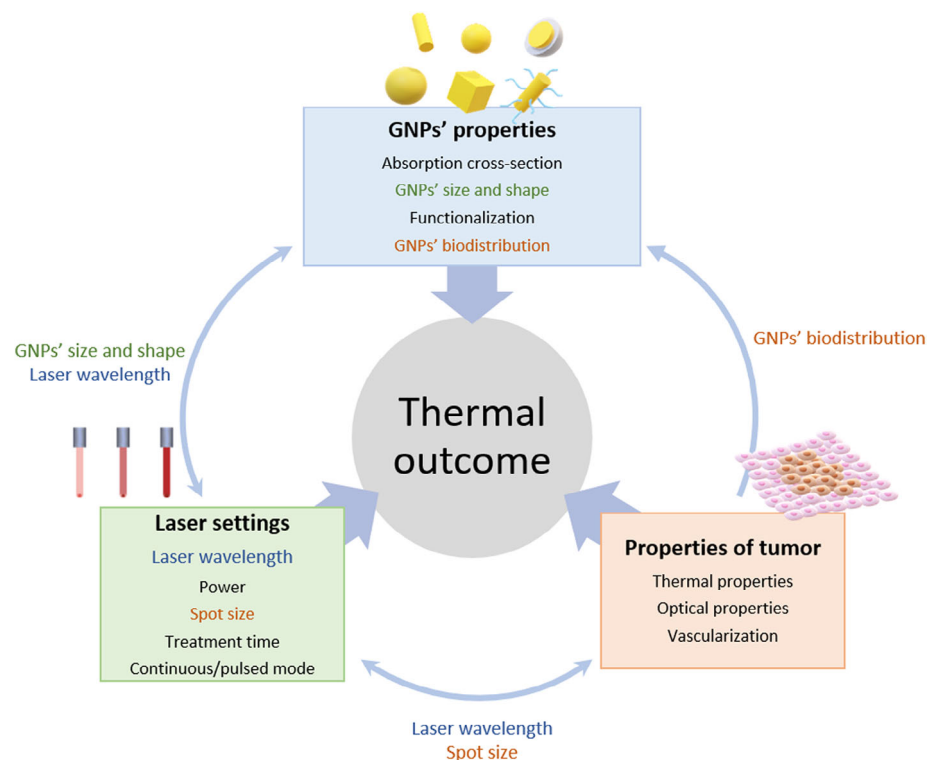 GNPs' properties
Absorption cross-section
GNPs' size and shape
Functionalization
GNPs' biodistribution
GNPs' size and shape
Laser wavelength
GNPs' biodistribution
Thermal
outcome
Laser settings
Laser wavelength
Power
Spot size
Treatment time
Continuous/pulsed mode
Properties of tumor
Thermal properties
Optical properties
Vascularization
Laser wavelength
Spot size